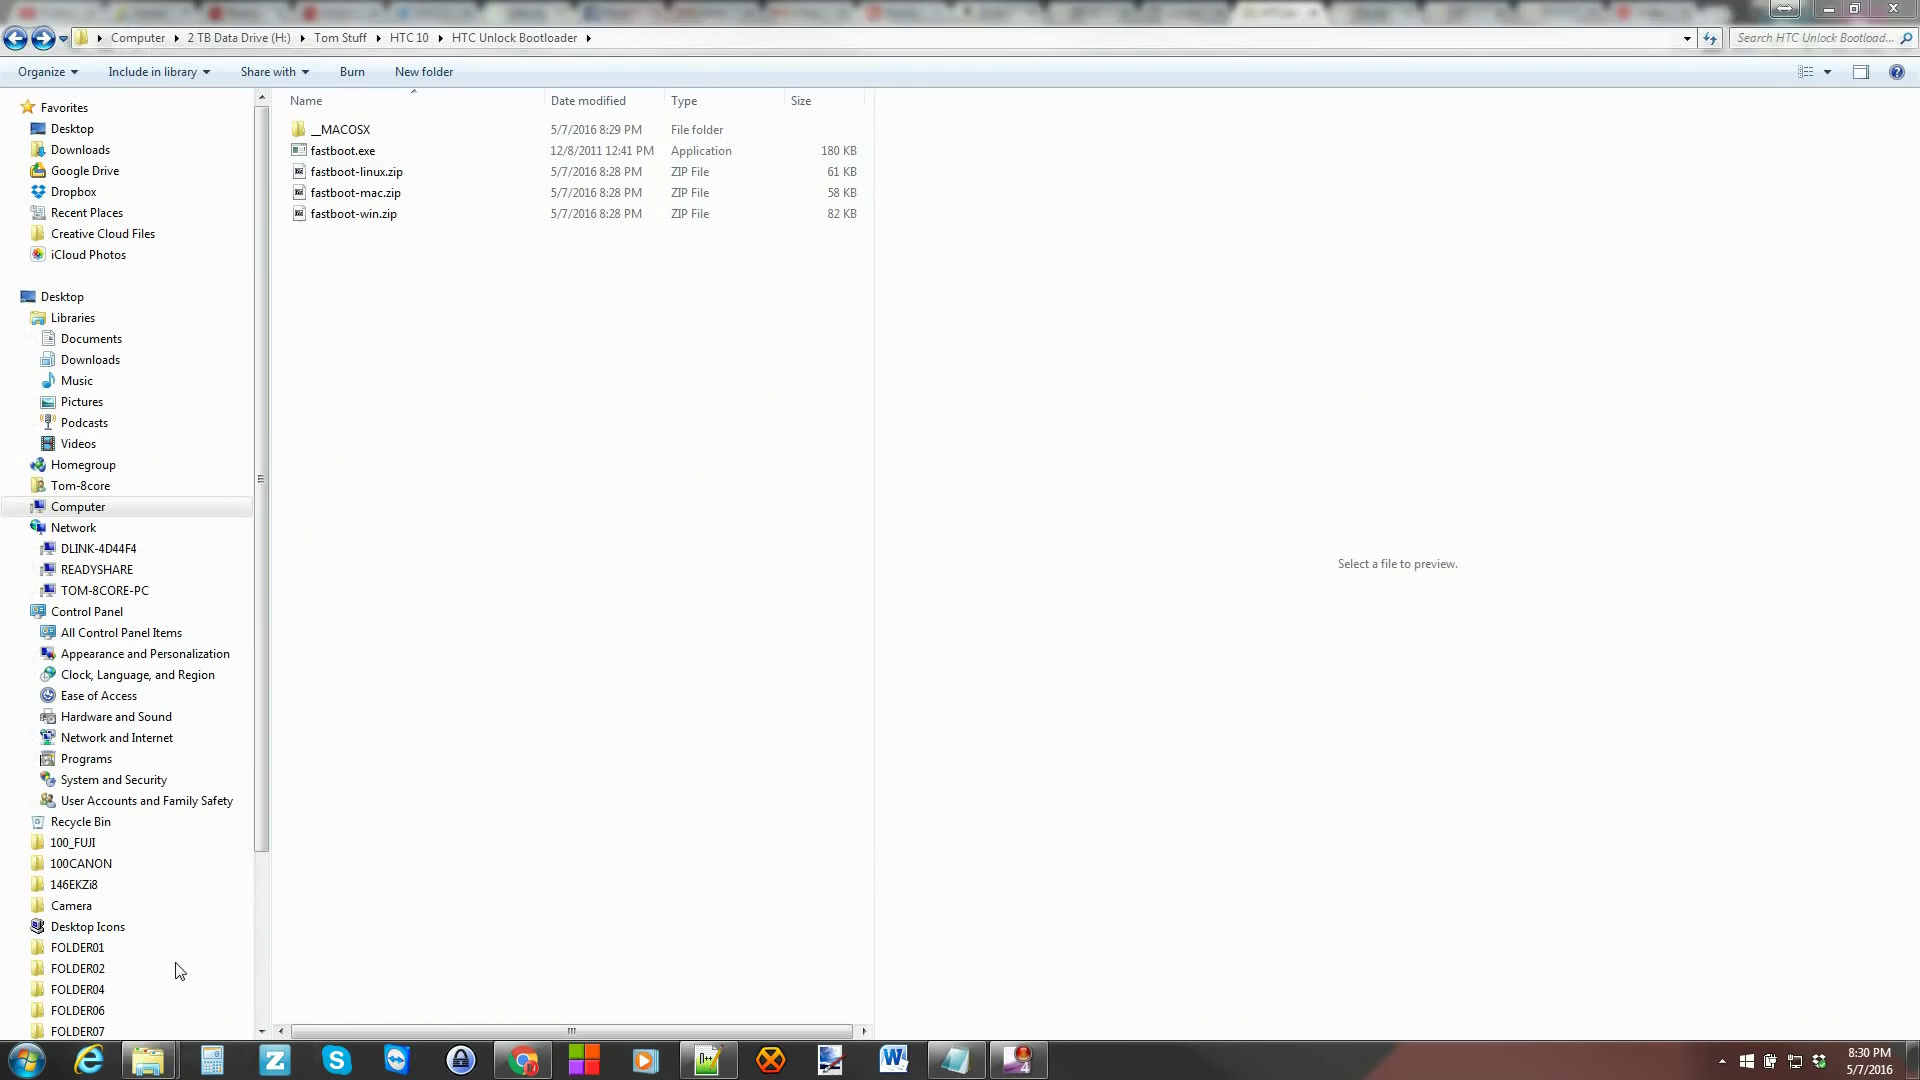 Computer 2 TB Data Drive (H:) Tom Stuff HTC 10 HTC Unlock Bootloader Search HTC Unlock Bootload...
Organize Include in library Share with Burn New folder
Name Date modified Type Size
__MACOSX 5/7/2016 8:29 PM File folder
fastboot.exe 12/8/2011 12:41 PM Application 180 KB
fastboot-linux.zip 5/7/2016 8:28 PM ZIP File 61 KB
fastboot-mac.zip 5/7/2016 8:28 PM ZIP File 58 KB
fastboot-win.zip 5/7/2016 8:28 PM ZIP File 82 KB
Favorites
Desktop
Downloads
Google Drive
Dropbox
Recent Places
Creative Cloud Files
iCloud Photos
Desktop
Libraries
Documents
Downloads
Music
Pictures
Podcasts
Videos
Homegroup
Tom-8core
Computer
Network
DLINK-4D44F4
READYSHARE
TOM-8CORE-PC
Control Panel
All Control Panel Items
Appearance and Personalization
Clock, Language, and Region
Ease of Access
Hardware and Sound
Network and Internet
Programs
System and Security
User Accounts and Family Safety
Recycle Bin
100_FUJI
100CANON
146EKZi8
Camera
Desktop Icons
FOLDER01
FOLDER02
FOLDER04
FOLDER06
FOLDER07
Select a file to preview.
8:30 PM
5/7/2016